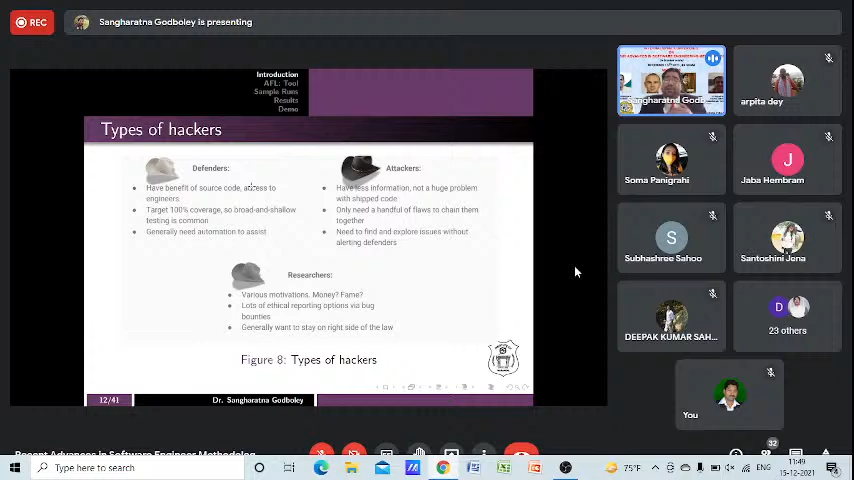 REC
Sangharatna Godboley is presenting
Introduction
AFL: Tool
Sample Runs
Results
Demo
Types of hackers
Defenders:
Have benefit of source code, access to
engineers
Target 100% coverage, so broad-and-shallow
testing is common
Generally need automation to assist
Attackers:
Have less information, not a huge problem
with shipped code
Only need a handful of flaws to chain them
together
Need to find and explore issues without
alerting defenders
Researchers:
Various motivations. Money? Fame?
Lots of ethical reporting options via bug
bounties
Generally want to stay on right side of the law
Figure 8: Types of hackers
12/41
Dr. Sangharatna Godboley
Sangharatna Godb...
arpita dey
Soma Panigrahi
J
Jaba Hembram
S
Subhashree Sahoo
Santoshini Jena
DEEPAK KUMAR SAH...
D
23 others
You
32
Recent Advances in Software Engineer Methodolog
Type here to search
75°F
ENG
11:49
15-12-2021